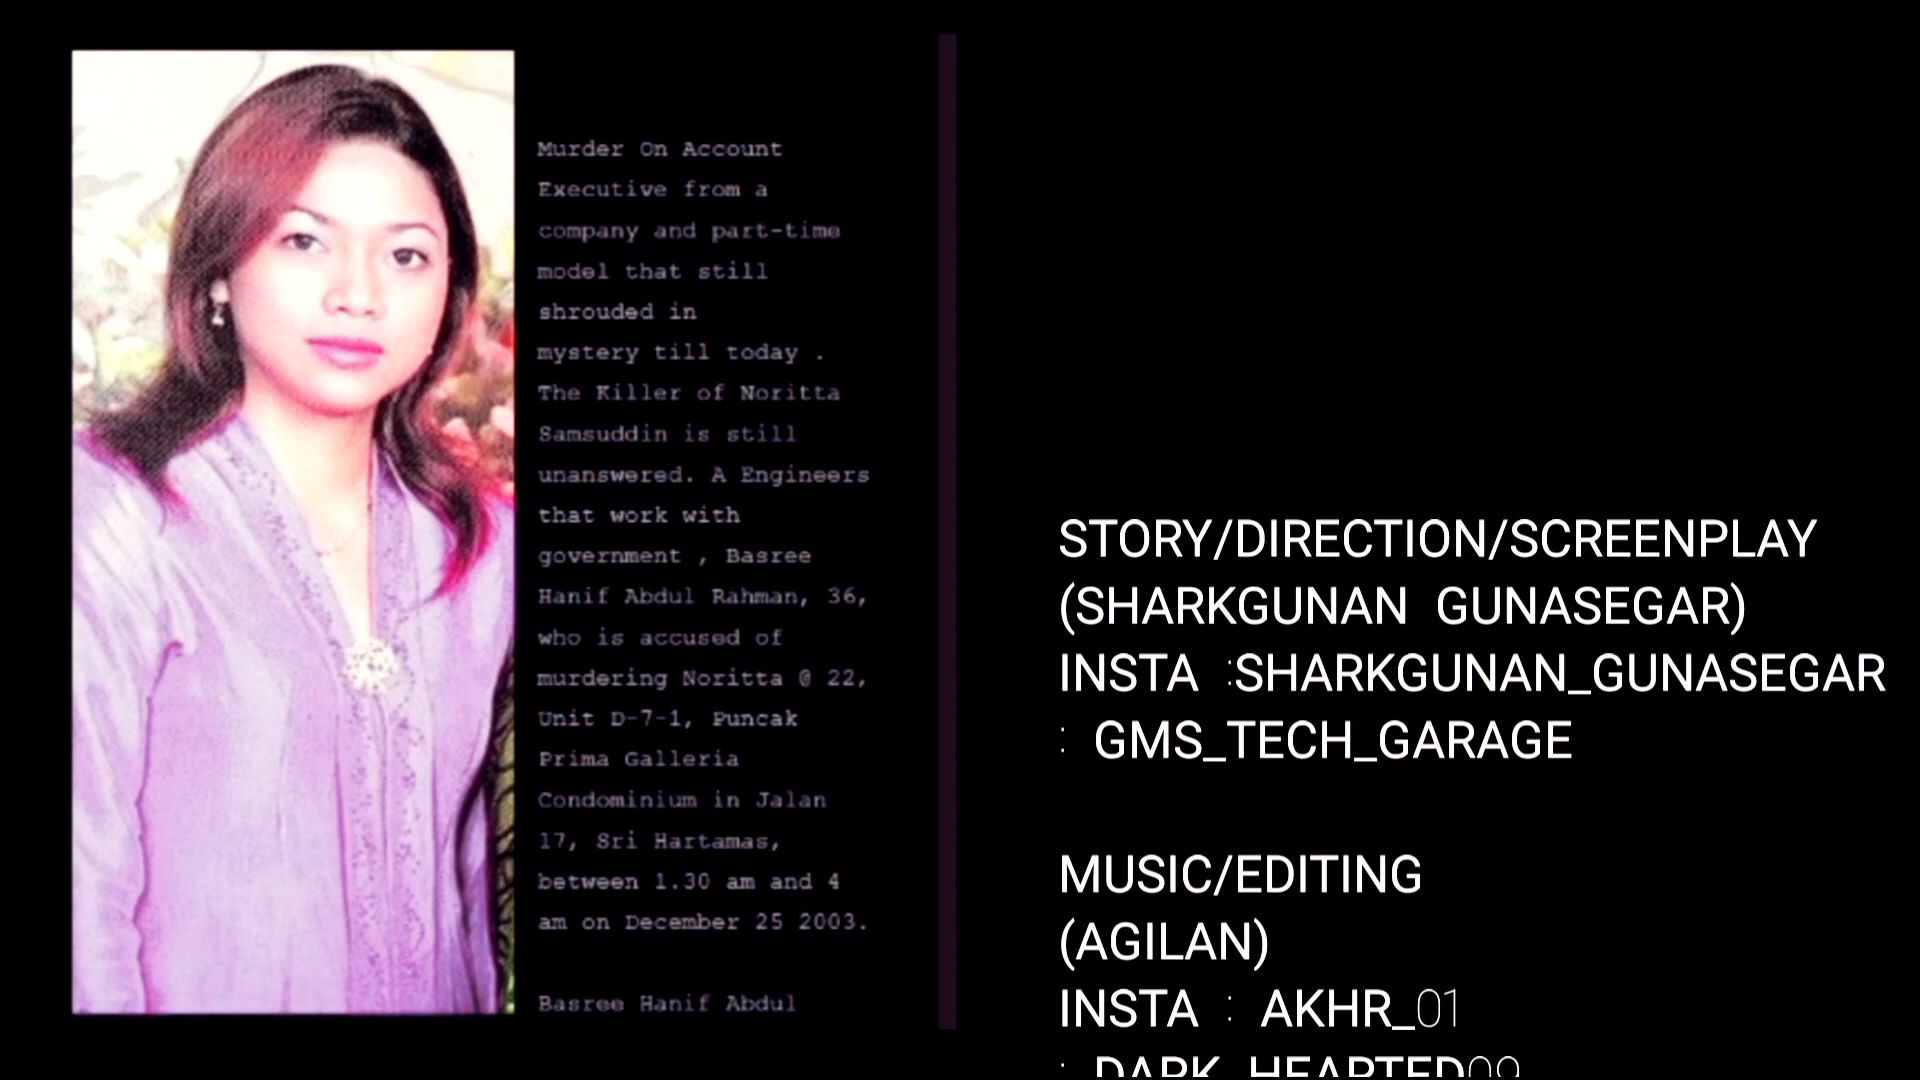 Murder On Account
Executive from a
company and part-time
model that still
shrouded in
mystery till today .
The Killer of Noritta
Samsuddin is still
unanswered. A Engineers
that work with
government , Basree
Hanif Abdul Rahman, 36,
who is accused of
murdering Noritta @ 22,
Unit D-7-1, Puncak
Prima Galleria
Condominium in Jalan
17, Sri Hartamas,
between 1.30 am and 4
am on December 25 2003.
Basree Hanif Abdul
STORY/DIRECTION/SCREENPLAY
(SHARKGUNAN GUNASEGAR)
INSTA :SHARKGUNAN_GUNASEGAR
: GMS_TECH_GARAGE
MUSIC/EDITING
(AGILAN)
INSTA : AKHR_01
: DARK_HEARTED09